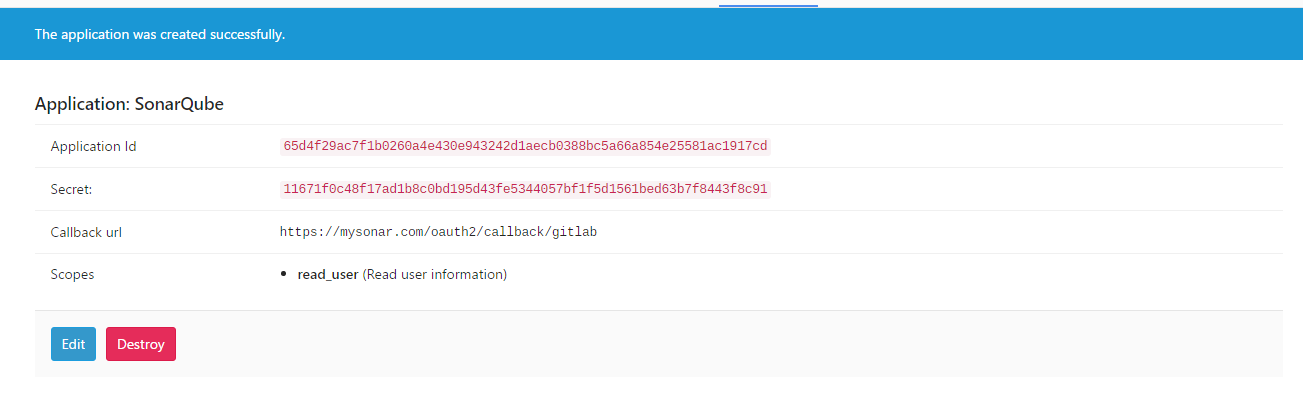 The application was created successfully.
Application: SonarQube
Application Id 65d4f29ac7f1b0260a4e430e943242d1aecb0388bc5a66a854e25581ac1917cd
Secret: 11671f0c48f17ad1b8c0bd195d43fe5344057bf1f5d1561bed63b7f8443f8c91
Callback url https://mysonar.com/oauth2/callback/gitlab
Scopes • read_user (Read user information)
Edit Destroy